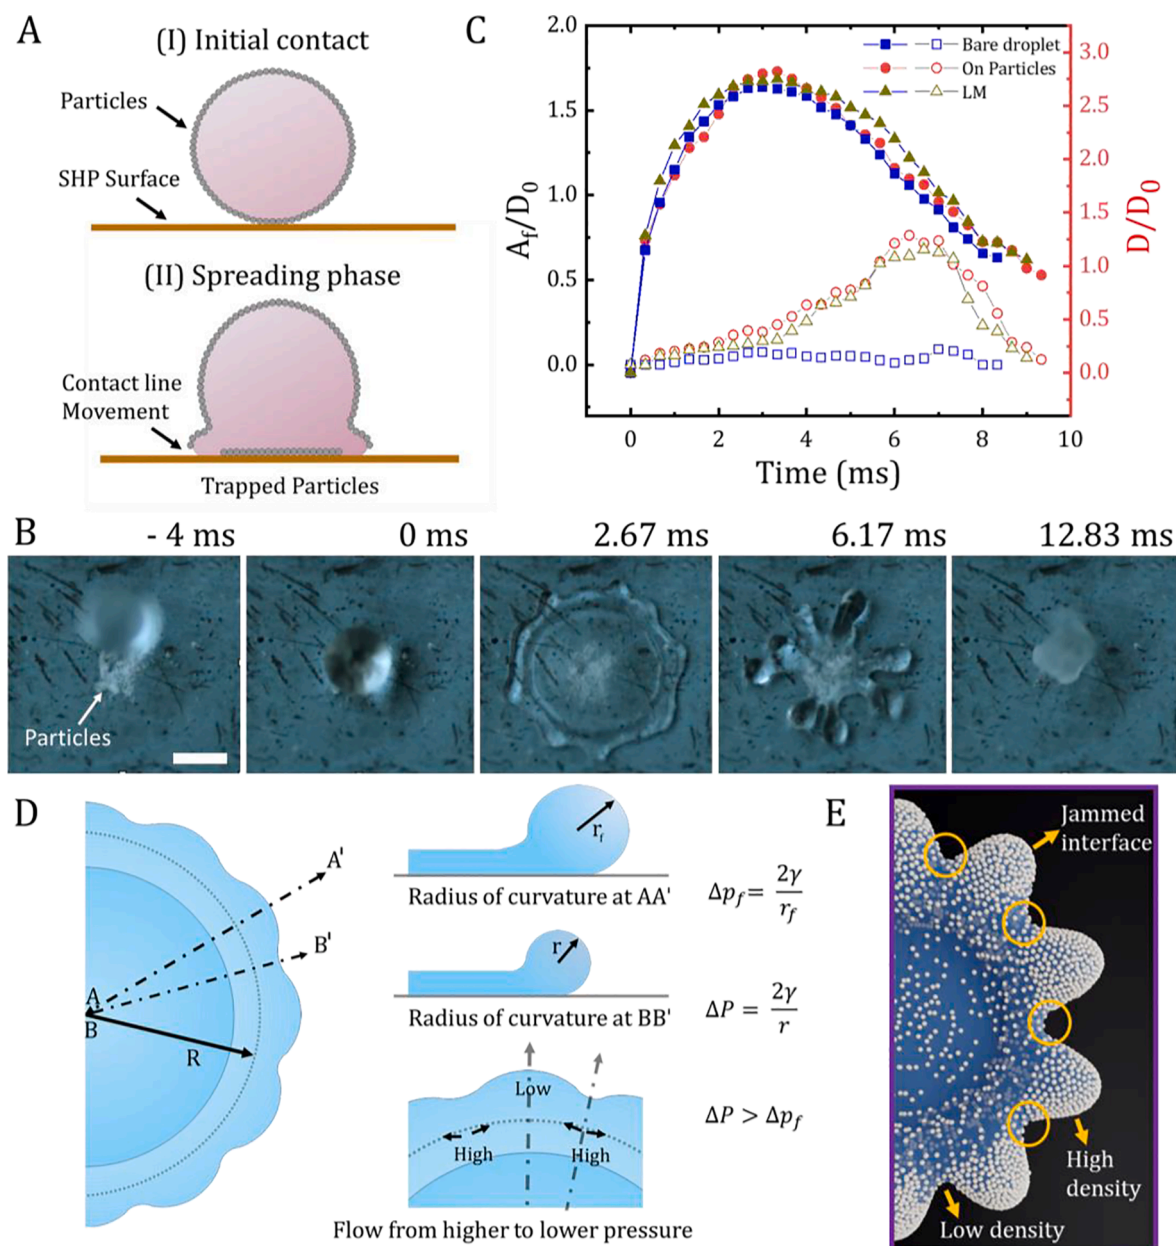 A
(I) Initial contact
Particles
SHP Surface
(II) Spreading phase
Contact line
Movement
Trapped Particles
C
2.0
1.5
1.0
0.5
0.0
A_f/D_0
Bare droplet
On Particles
LM
3.0
2.5
2.0
1.5
1.0
0.5
0.0
D/D_0
0 2 4 6 8 10
Time (ms)
B
- 4 ms 0 ms 2.67 ms 6.17 ms 12.83 ms
Particles
D
A'
B'
A
B
R
r_f
Radius of curvature at AA'
Δp_f = 2γ/r_f
r
Radius of curvature at BB'
ΔP = 2γ/r
Low
High High
ΔP > Δp_f
Flow from higher to lower pressure
E
Jammed
interface
High
density
Low density